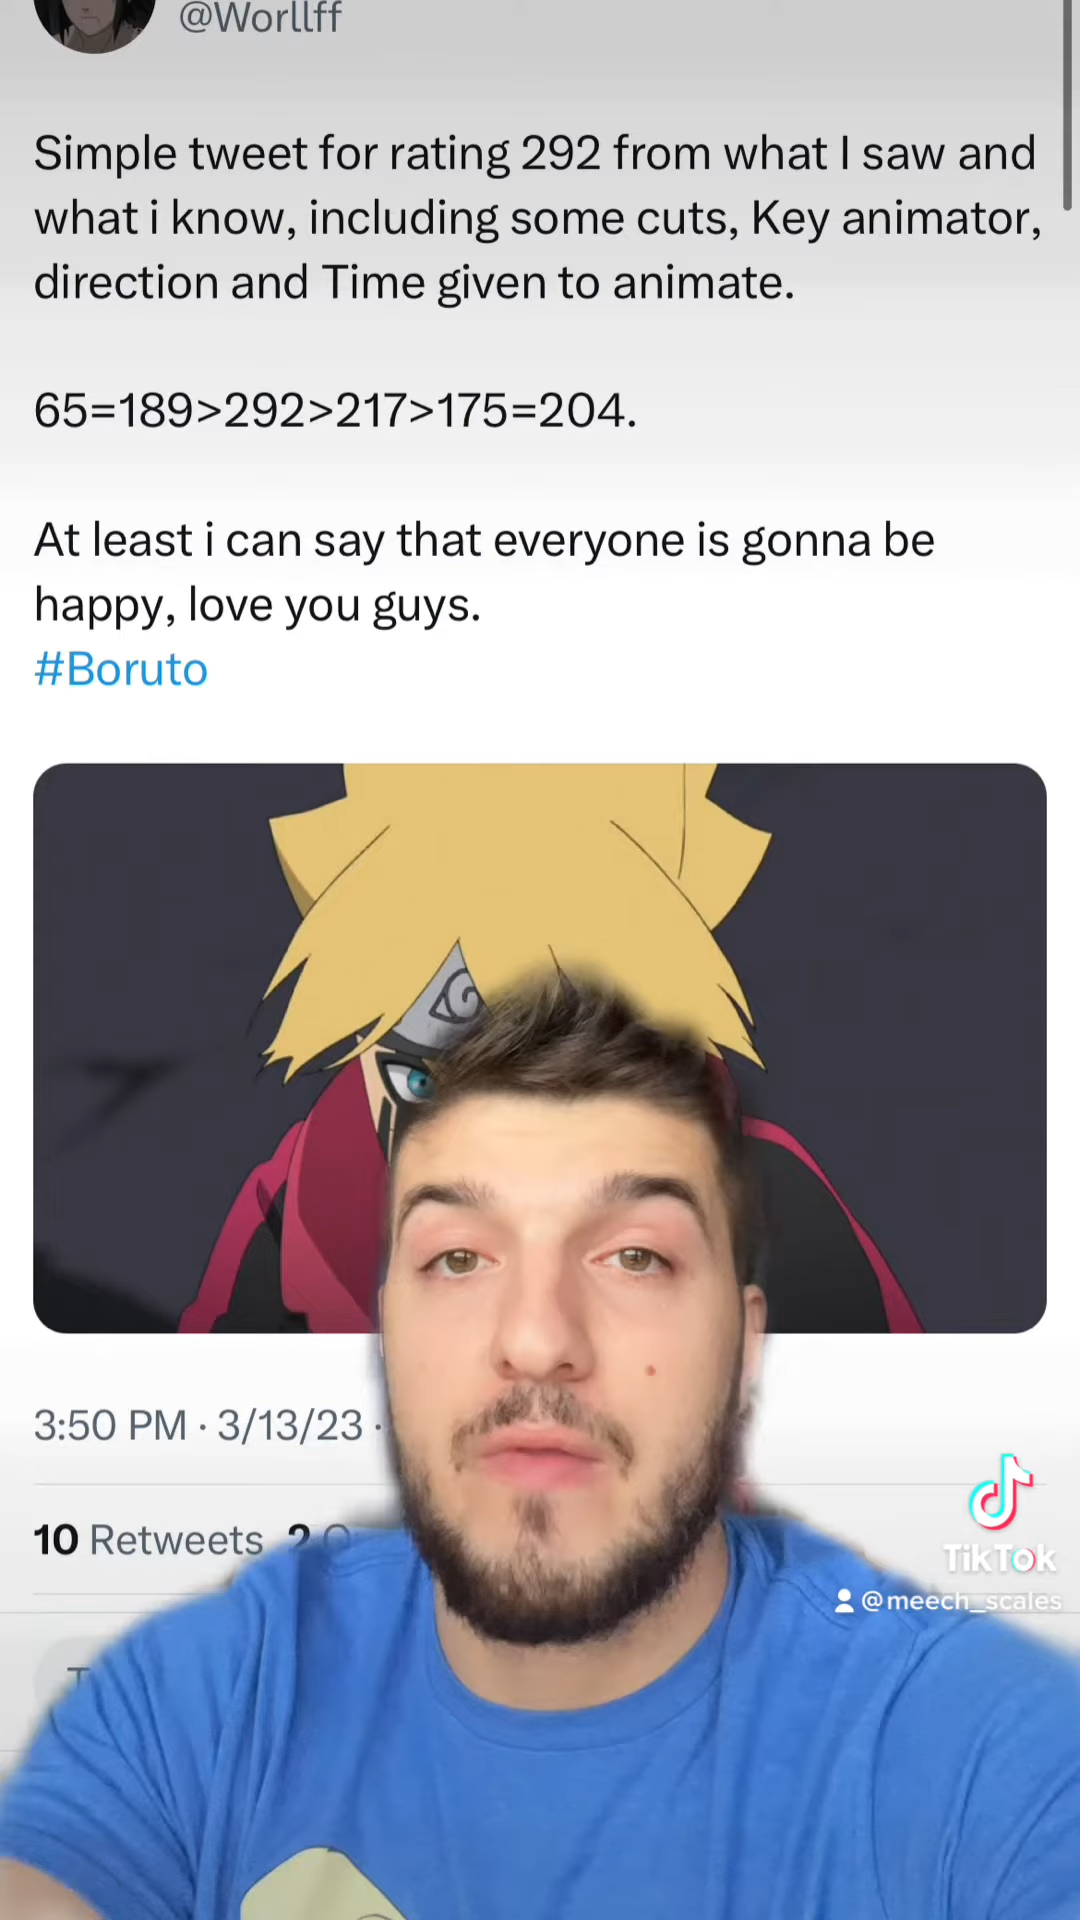 @Worllff
Simple tweet for rating 292 from what I saw and
what i know, including some cuts, Key animator,
direction and Time given to animate.
65=189>292>217>175=204.
At least i can say that everyone is gonna be
happy, love you guys.
#Boruto
3:50 PM · 3/13/23 ·
10 Retweets 2
TikTok
@meech_scales